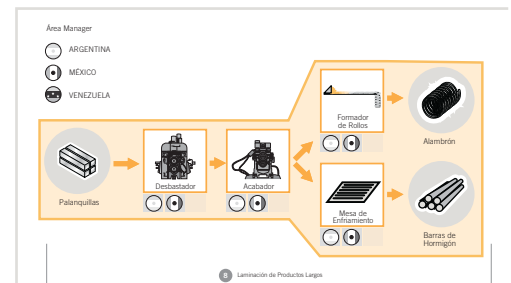 Área Manager
ARGENTINA
MÉXICO
VENEZUELA
Palanquillas
Desbastador
Acabador
Formador
de Rollos
Alambrón
Mesa de
Enfriamiento
Barras de
Hormigón
8 Laminación de Productos Largos